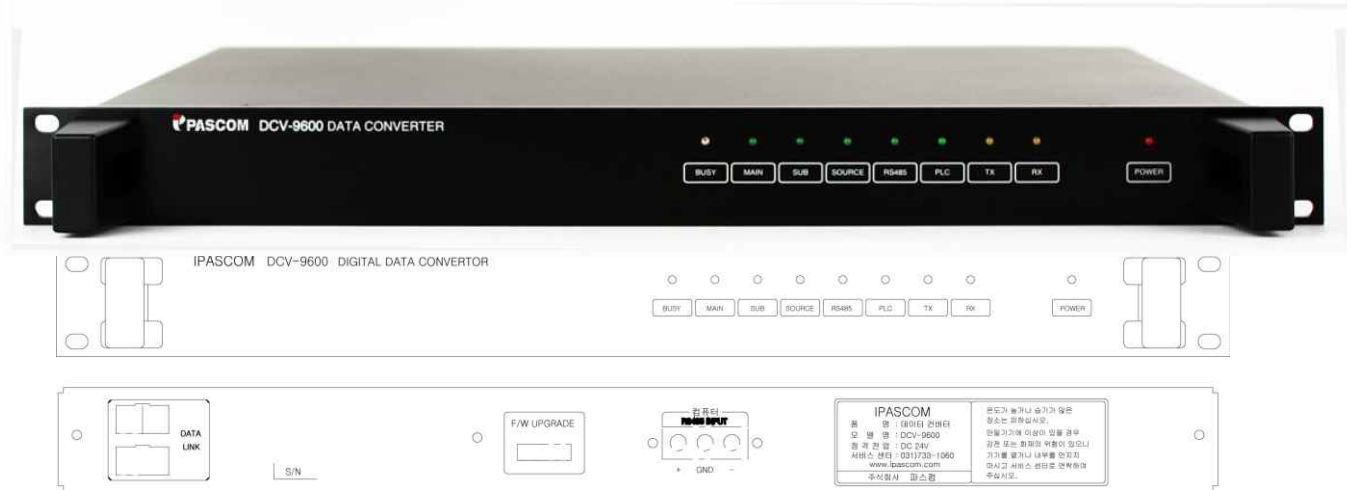 iPASCOM DCV-9600 DATA CONVERTER
BUSY MAIN SUB SOURCE RS485 PLC TX RX POWER
IPASCOM DCV-9600 DIGITAL DATA CONVERTOR
BUSY MAIN SUB SOURCE RS485 PLC TX RX POWER
DATA
LINK
S/N
F/W UPGRADE
컴퓨터
RS485 INPUT
+ GND -
IPASCOM
품 명 : 데이터 컨버터
모 델 명 : DCV-9600
정 격 전 압 : DC 24V
서비스 센터 : 031)733-1060
www.ipascom.com
주식회사 파스컴
온도가 높거나 습기가 많은
장소는 피하십시오.
만일기기에 이상이 있을 경우
감전 또는 화재의 위험이 있으니
기기를 열거나 내부를 만지지
마시고 서비스 센터로 연락하여
주십시오.